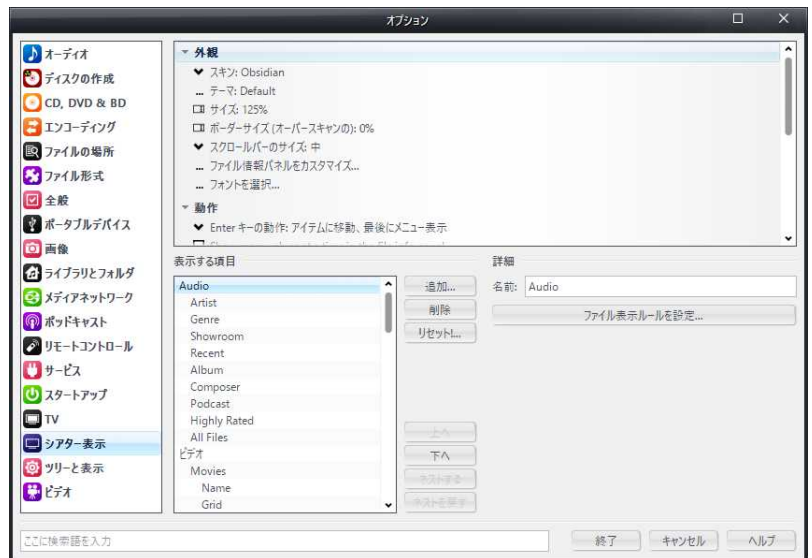 オプション
オーディオ
ディスクの作成
CD, DVD & BD
エンコーディング
ファイルの場所
ファイル形式
全般
ポータブルデバイス
画像
ライブラリとフォルダ
メディアネットワーク
ポッドキャスト
リモートコントロール
サービス
スタートアップ
TV
シアター表示
ツリーと表示
ビデオ
外観
スキン: Obsidian
... テーマ: Default
サイズ: 125%
ボーダーサイズ (オーバースキャンの): 0%
スクロールバーのサイズ: 中
... ファイル情報パネルをカスタマイズ...
... フォントを選択...
動作
Enter キーの動作: アイテムに移動、最後にメニュー表示
表示する項目
Audio
Artist
Genre
Showroom
Recent
Album
Composer
Podcast
Highly Rated
All Files
ビデオ
Movies
Name
Grid
追加...
削除
リセット!...
上へ
下へ
ネストする
ネストを戻す
詳細
名前: Audio
ファイル表示ルールを設定...
ここに検索語を入力
終了
キャンセル
ヘルプ